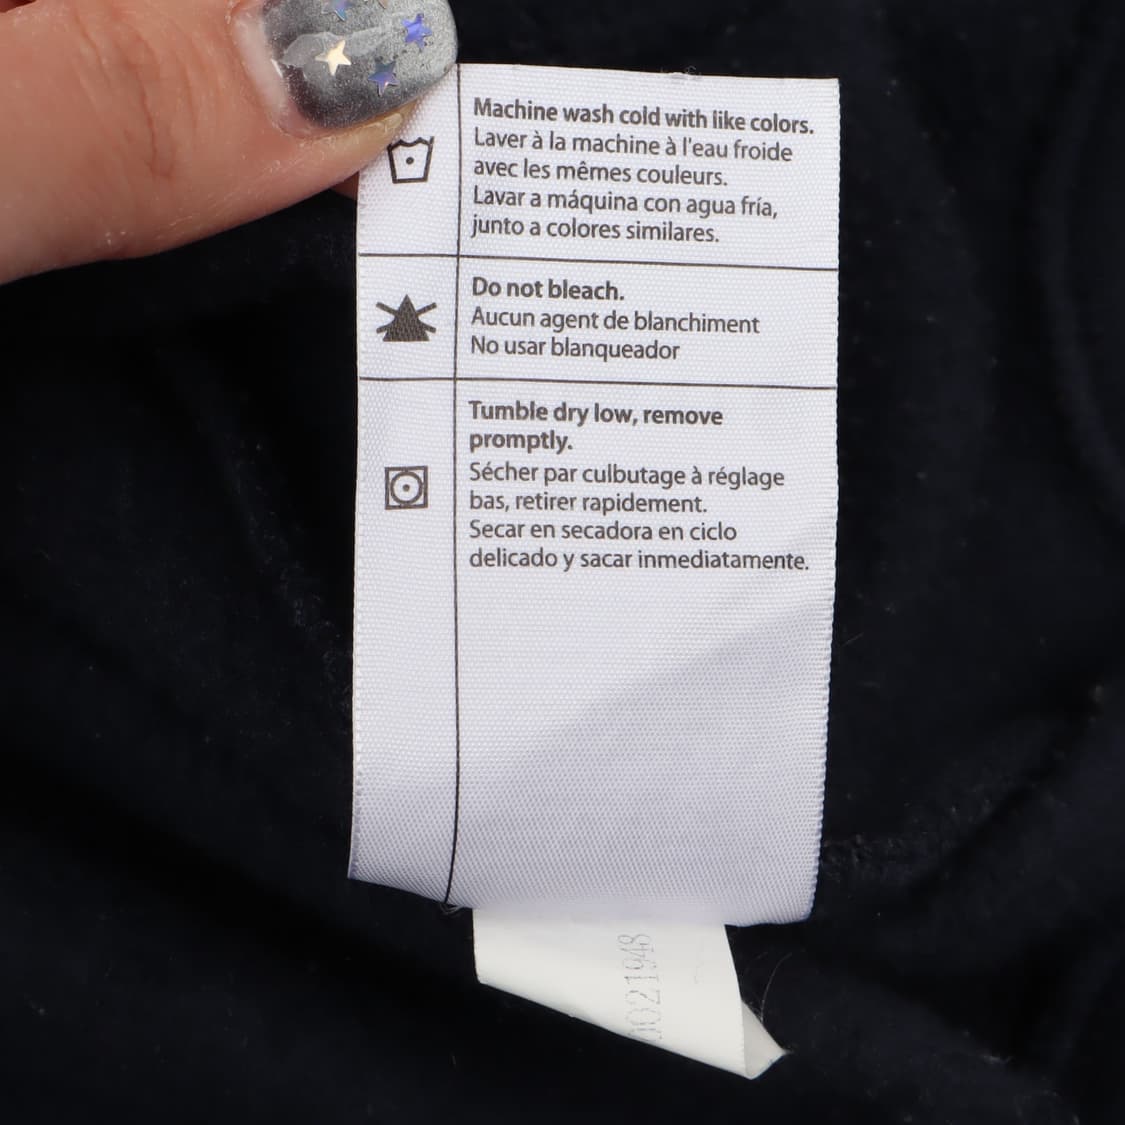 Machine wash cold with like colors.
Laver à la machine à l'eau froide
avec les mêmes couleurs.
Lavar a máquina con agua fría,
junto a colores similares.
Do not bleach.
Aucun agent de blanchiment
No usar blanqueador
Tumble dry low, remove
promptly.
Sécher par culbutage à réglage
bas, retirer rapidement.
Secar en secadora en ciclo
delicado y sacar inmediatamente.